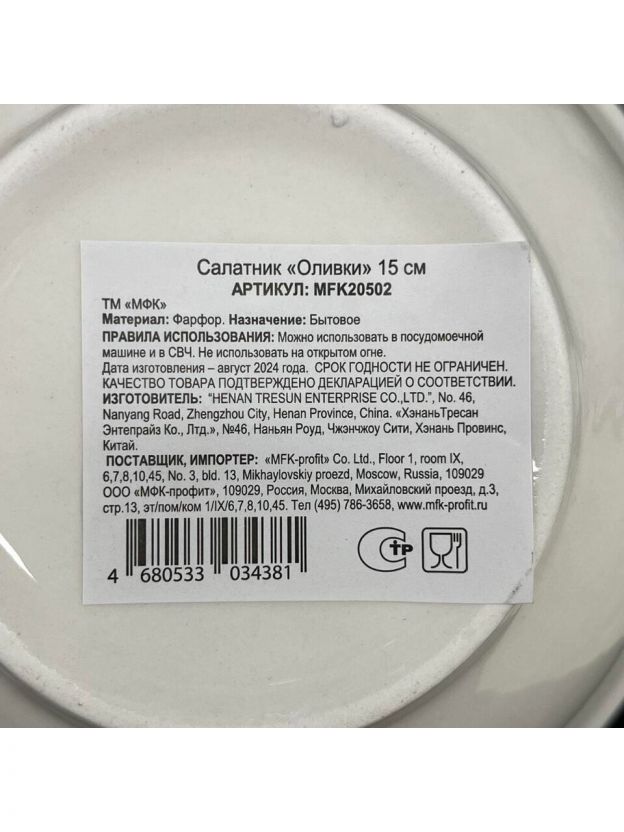 Салатник «Оливки» 15 см
АРТИКУЛ: MFK20502
ТМ «МФК»
Материал: Фарфор. Назначение: Бытовое
ПРАВИЛА ИСПОЛЬЗОВАНИЯ: Можно использовать в посудомоечной
машине и в СВЧ. Не использовать на открытом огне.
Дата изготовления – август 2024 года. СРОК ГОДНОСТИ НЕ ОГРАНИЧЕН.
КАЧЕСТВО ТОВАРА ПОДТВЕРЖДЕНО ДЕКЛАРАЦИЕЙ О СООТВЕТСТВИИ.
ИЗГОТОВИТЕЛЬ: "HENAN TRESUN ENTERPRISE CO.,LTD.", No. 46,
Nanyang Road, Zhengzhou City, Henan Province, China. «ХэнаньТресан
Энтепрайз Ко., Лтд.», №46, Наньян Роуд, Чжэнчжоу Сити, Хэнань Провинс,
Китай.
ПОСТАВЩИК, ИМПОРТЕР: «MFK-profit» Co. Ltd., Floor 1, room IX,
6,7,8,10,45, No. 3, bld. 13, Mikhaylovskiy proezd, Moscow, Russia, 109029
ООО «МФК-профит», 109029, Россия, Москва, Михайловский проезд, д.3,
стр.13, эт/пом/ком 1/IX/6,7,8,10,45. Тел (495) 786-3658, www.mfk-profit.ru
4 680533 034381
СТР